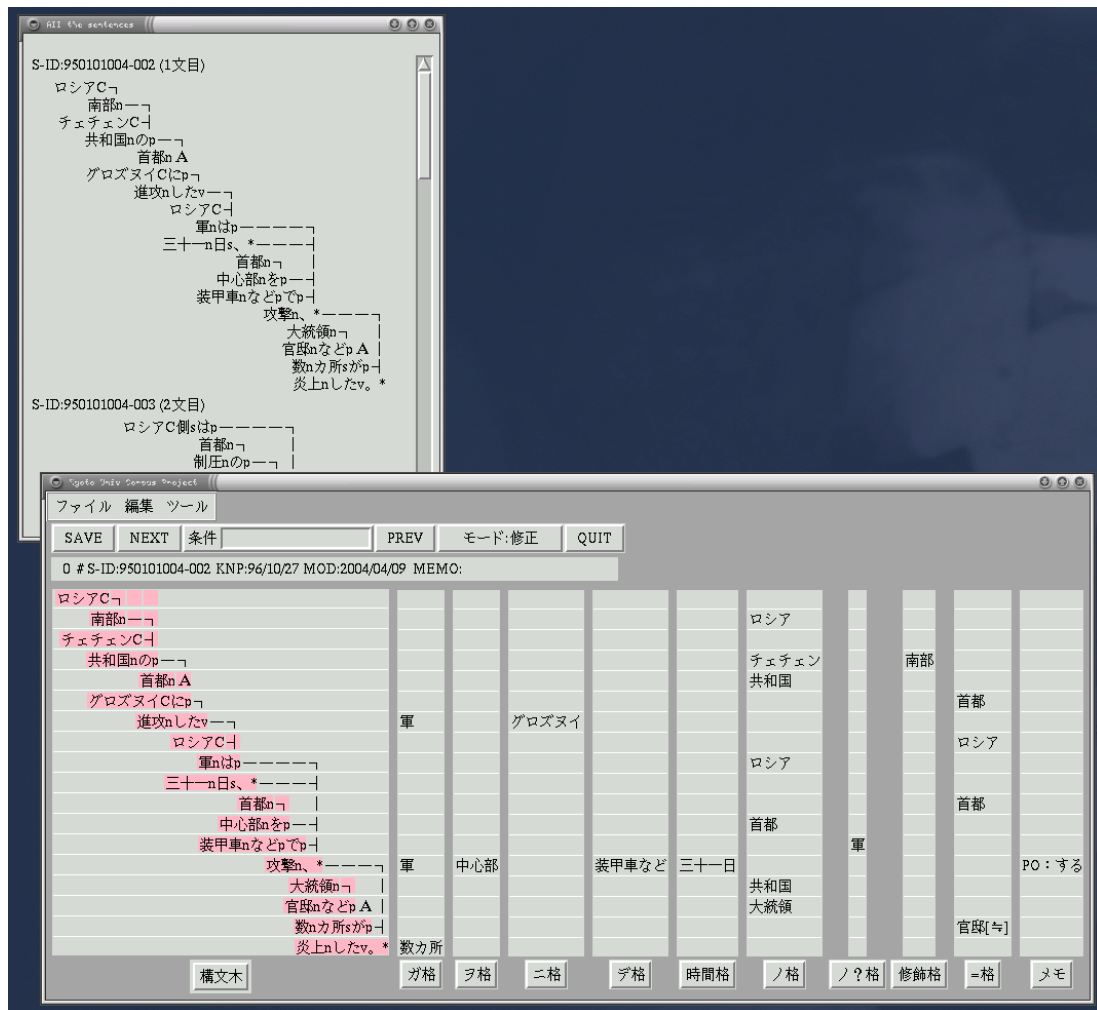 All the sentences
S-ID:950101004-002 (1文目)
ロシアC┐
南部n──┐
チェチェンC┤
共和国nのp──┐
首都n A
グロズヌイCにp┐
進攻nしたv──┐
ロシアC┤
軍nはp─────┐
三十一n日s、*────┤
首都n┐ │
中心部nをp─┤
装甲車nなどpでp┤
攻撃n、*───┐
大統領n┐ │
官邸nなどp A │
数nカ所sがp┤
炎上nしたv。*
S-ID:950101004-003 (2文目)
ロシアC側sはp─────┐
首都n┐ │
制圧nのp──┐ │
Kyoto Univ Corpus Project
ファイル 編集 ツール
SAVE NEXT 条件 PREV モード:修正 QUIT
0 # S-ID:950101004-002 KNP:96/10/27 MOD:2004/04/09 MEMO:
ロシアC┐
南部n──┐ ロシア
チェチェンC┤
共和国nのp──┐ チェチェン 南部
首都n A 共和国
グロズヌイCにp┐ 首都
進攻nしたv──┐ 軍 グロズヌイ
ロシアC┤ ロシア
軍nはp─────┐ ロシア
三十一n日s、*────┤
首都n┐ │ 首都
中心部nをp─┤ 首都
装甲車nなどpでp┤ 軍
攻撃n、*───┐ 軍 中心部 装甲車など 三十一日 PO：する
大統領n┐ │ 共和国
官邸nなどp A │ 大統領
数nカ所sがp┤ 官邸[≒]
炎上nしたv。* 数カ所
構文木 ガ格 ヲ格 ニ格 デ格 時間格 ノ格 ノ？格 修飾格 =格 メモ